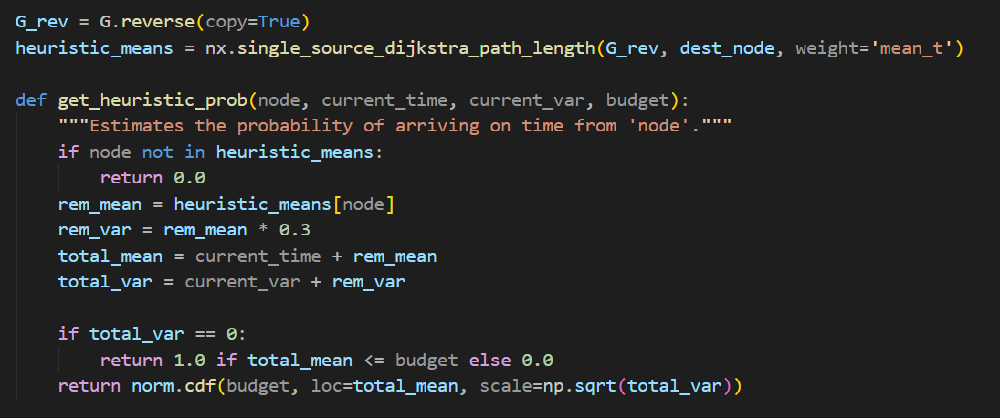 G_rev = G.reverse(copy=True)
heuristic_means = nx.single_source_dijkstra_path_length(G_rev, dest_node, weight='mean_t')

def get_heuristic_prob(node, current_time, current_var, budget):
    """Estimates the probability of arriving on time from 'node'."""
    if node not in heuristic_means:
        return 0.0
    rem_mean = heuristic_means[node]
    rem_var = rem_mean * 0.3
    total_mean = current_time + rem_mean
    total_var = current_var + rem_var

    if total_var == 0:
        return 1.0 if total_mean <= budget else 0.0
    return norm.cdf(budget, loc=total_mean, scale=np.sqrt(total_var))